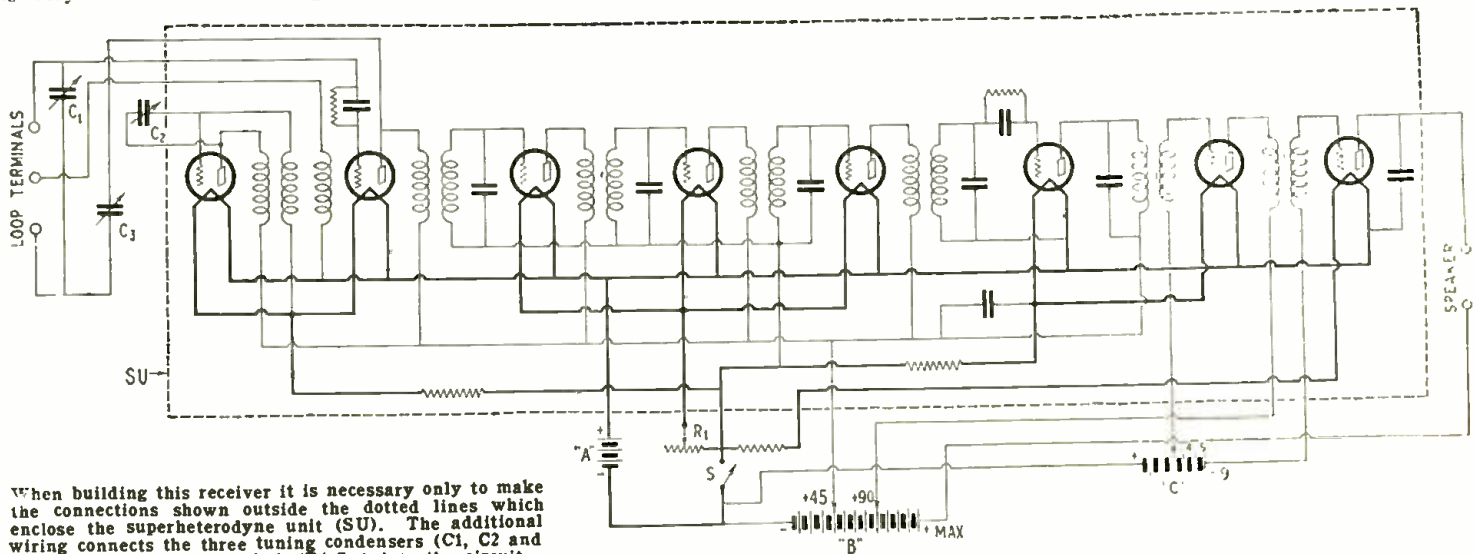 LOOP TERMINALS
C1
C2
C3
SU
"A"
+
-
R1
S
+45
+90
-
+ MAX
"B"
+
4.5
-9
"C"
SPEAKER
When building this receiver it is necessary only to make
the connections shown outside the dotted lines which
enclose the superheterodyne unit (SU). The additional
wiring connects the three tuning condensers (C1, C2 and